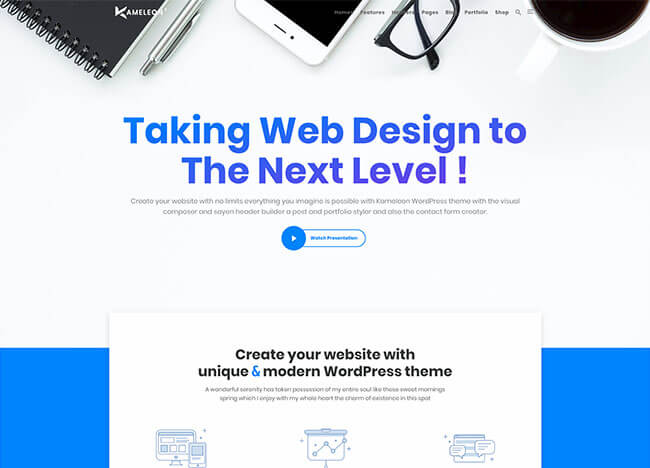 KAMELEON
Home Features Pages Blog Portfolio Shop
Taking Web Design to
The Next Level !
Create your website with no limits everything you imagine is possible with Kameleon WordPress theme with the visual
composer and sayen header builder a post and portfolio styler and also the contact form creator.
Watch Presentation
Create your website with
unique & modern WordPress theme
A wonderful serenity has taken possession of my entire soul like these sweet mornings
spring which I enjoy with my whole heart the charm of existence in this spot